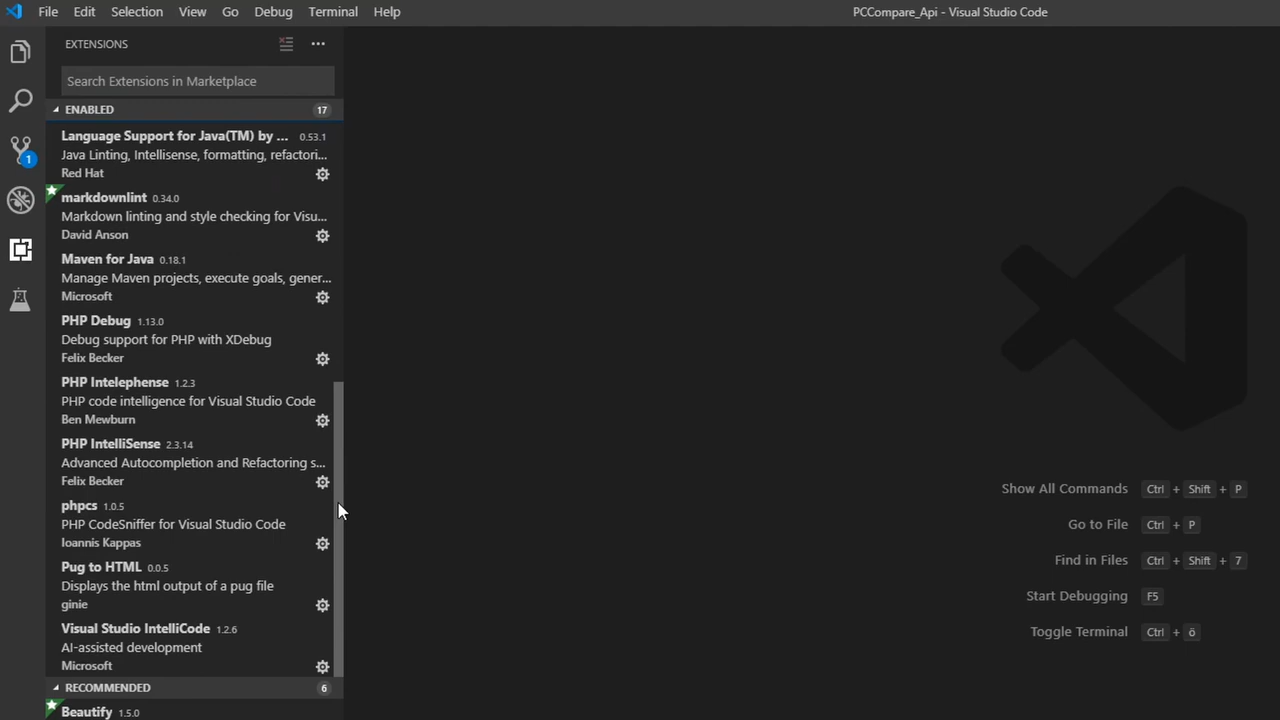 File Edit Selection View Go Debug Terminal Help
PCCompare_Api - Visual Studio Code
EXTENSIONS
Search Extensions in Marketplace
ENABLED 17
Language Support for Java(TM) by ... 0.53.1
Java Linting, Intellisense, formatting, refactori...
Red Hat
markdownlint 0.34.0
Markdown linting and style checking for Visu...
David Anson
Maven for Java 0.18.1
Manage Maven projects, execute goals, gener...
Microsoft
PHP Debug 1.13.0
Debug support for PHP with XDebug
Felix Becker
PHP Intelephense 1.2.3
PHP code intelligence for Visual Studio Code
Ben Mewburn
PHP IntelliSense 2.3.14
Advanced Autocompletion and Refactoring s...
Felix Becker
phpcs 1.0.5
PHP CodeSniffer for Visual Studio Code
Ioannis Kappas
Pug to HTML 0.0.5
Displays the html output of a pug file
ginie
Visual Studio IntelliCode 1.2.6
AI-assisted development
Microsoft
RECOMMENDED 6
Beautify 1.5.0
1
Show All Commands Ctrl + Shift + P
Go to File Ctrl + P
Find in Files Ctrl + Shift + 7
Start Debugging F5
Toggle Terminal Ctrl + ö